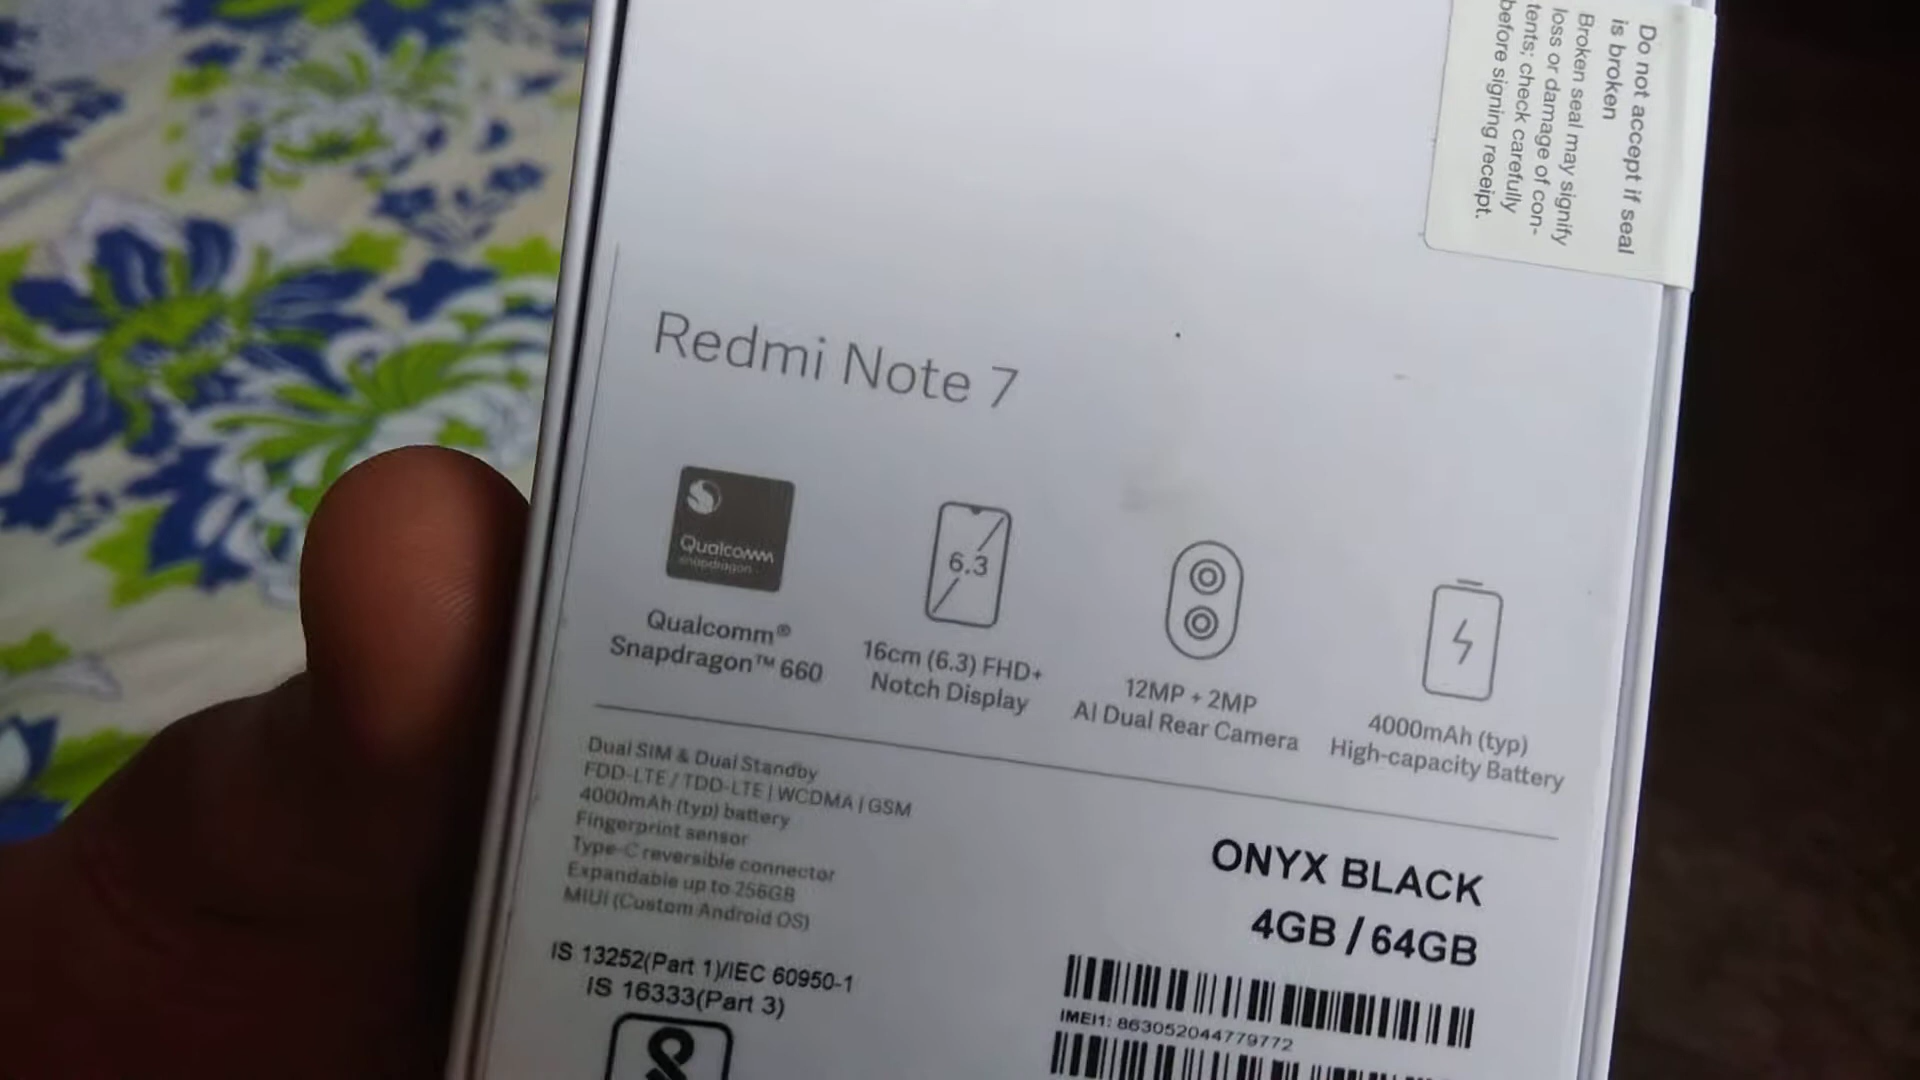 Do not accept if seal
is broken
Broken seal may signify
loss or damage of con-
tents; check carefully
before signing receipt.
Redmi Note 7
Qualcomm
snapdragon
Qualcomm®
Snapdragon™ 660
6.3
16cm (6.3) FHD+
Notch Display
12MP + 2MP
AI Dual Rear Camera
4000mAh (typ)
High-capacity Battery
Dual SIM & Dual Standby
FDD-LTE / TDD-LTE | WCDMA | GSM
4000mAh (typ) battery
Fingerprint sensor
Type-C reversible connector
Expandable up to 256GB
MIUI (Custom Android OS)
ONYX BLACK
4GB / 64GB
IS 13252(Part 1)/IEC 60950-1
IS 16333(Part 3)
IMEI1: 863052044779772